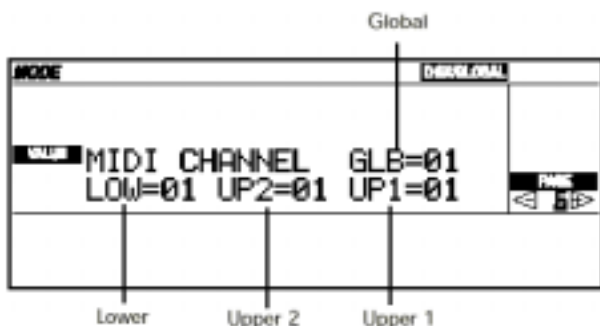 Global
MODE
MIDI CHANNEL GLB=01
LOW=01 UP2=01 UP1=01
Lower Upper 2 Upper 1